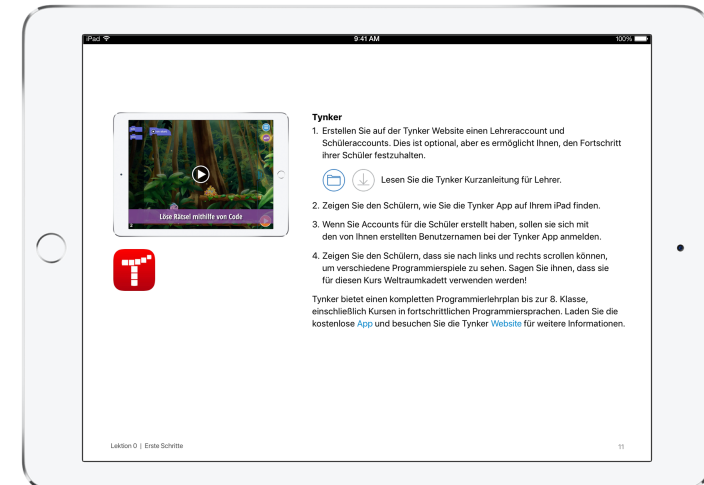 iPad
9:41 AM
100%
Löse Rätsel mithilfe von Code
Tynker
1. Erstellen Sie auf der Tynker Website einen Lehreraccount und
Schüleraccounts. Dies ist optional, aber es ermöglicht Ihnen, den Fortschritt
ihrer Schüler festzuhalten.
Lesen Sie die Tynker Kurzanleitung für Lehrer.
2. Zeigen Sie den Schülern, wie Sie die Tynker App auf Ihrem iPad finden.
3. Wenn Sie Accounts für die Schüler erstellt haben, sollen sie sich mit
den von Ihnen erstellten Benutzernamen bei der Tynker App anmelden.
4. Zeigen Sie den Schülern, dass sie nach links und rechts scrollen können,
um verschiedene Programmierspiele zu sehen. Sagen Sie ihnen, dass sie
für diesen Kurs Weltraumkadett verwenden werden!
Tynker bietet einen kompletten Programmierlehrplan bis zur 8. Klasse,
einschließlich Kursen in fortschrittlichen Programmiersprachen. Laden Sie die
kostenlose App und besuchen Sie die Tynker Website für weitere Informationen.
Lektion 0 | Erste Schritte
11